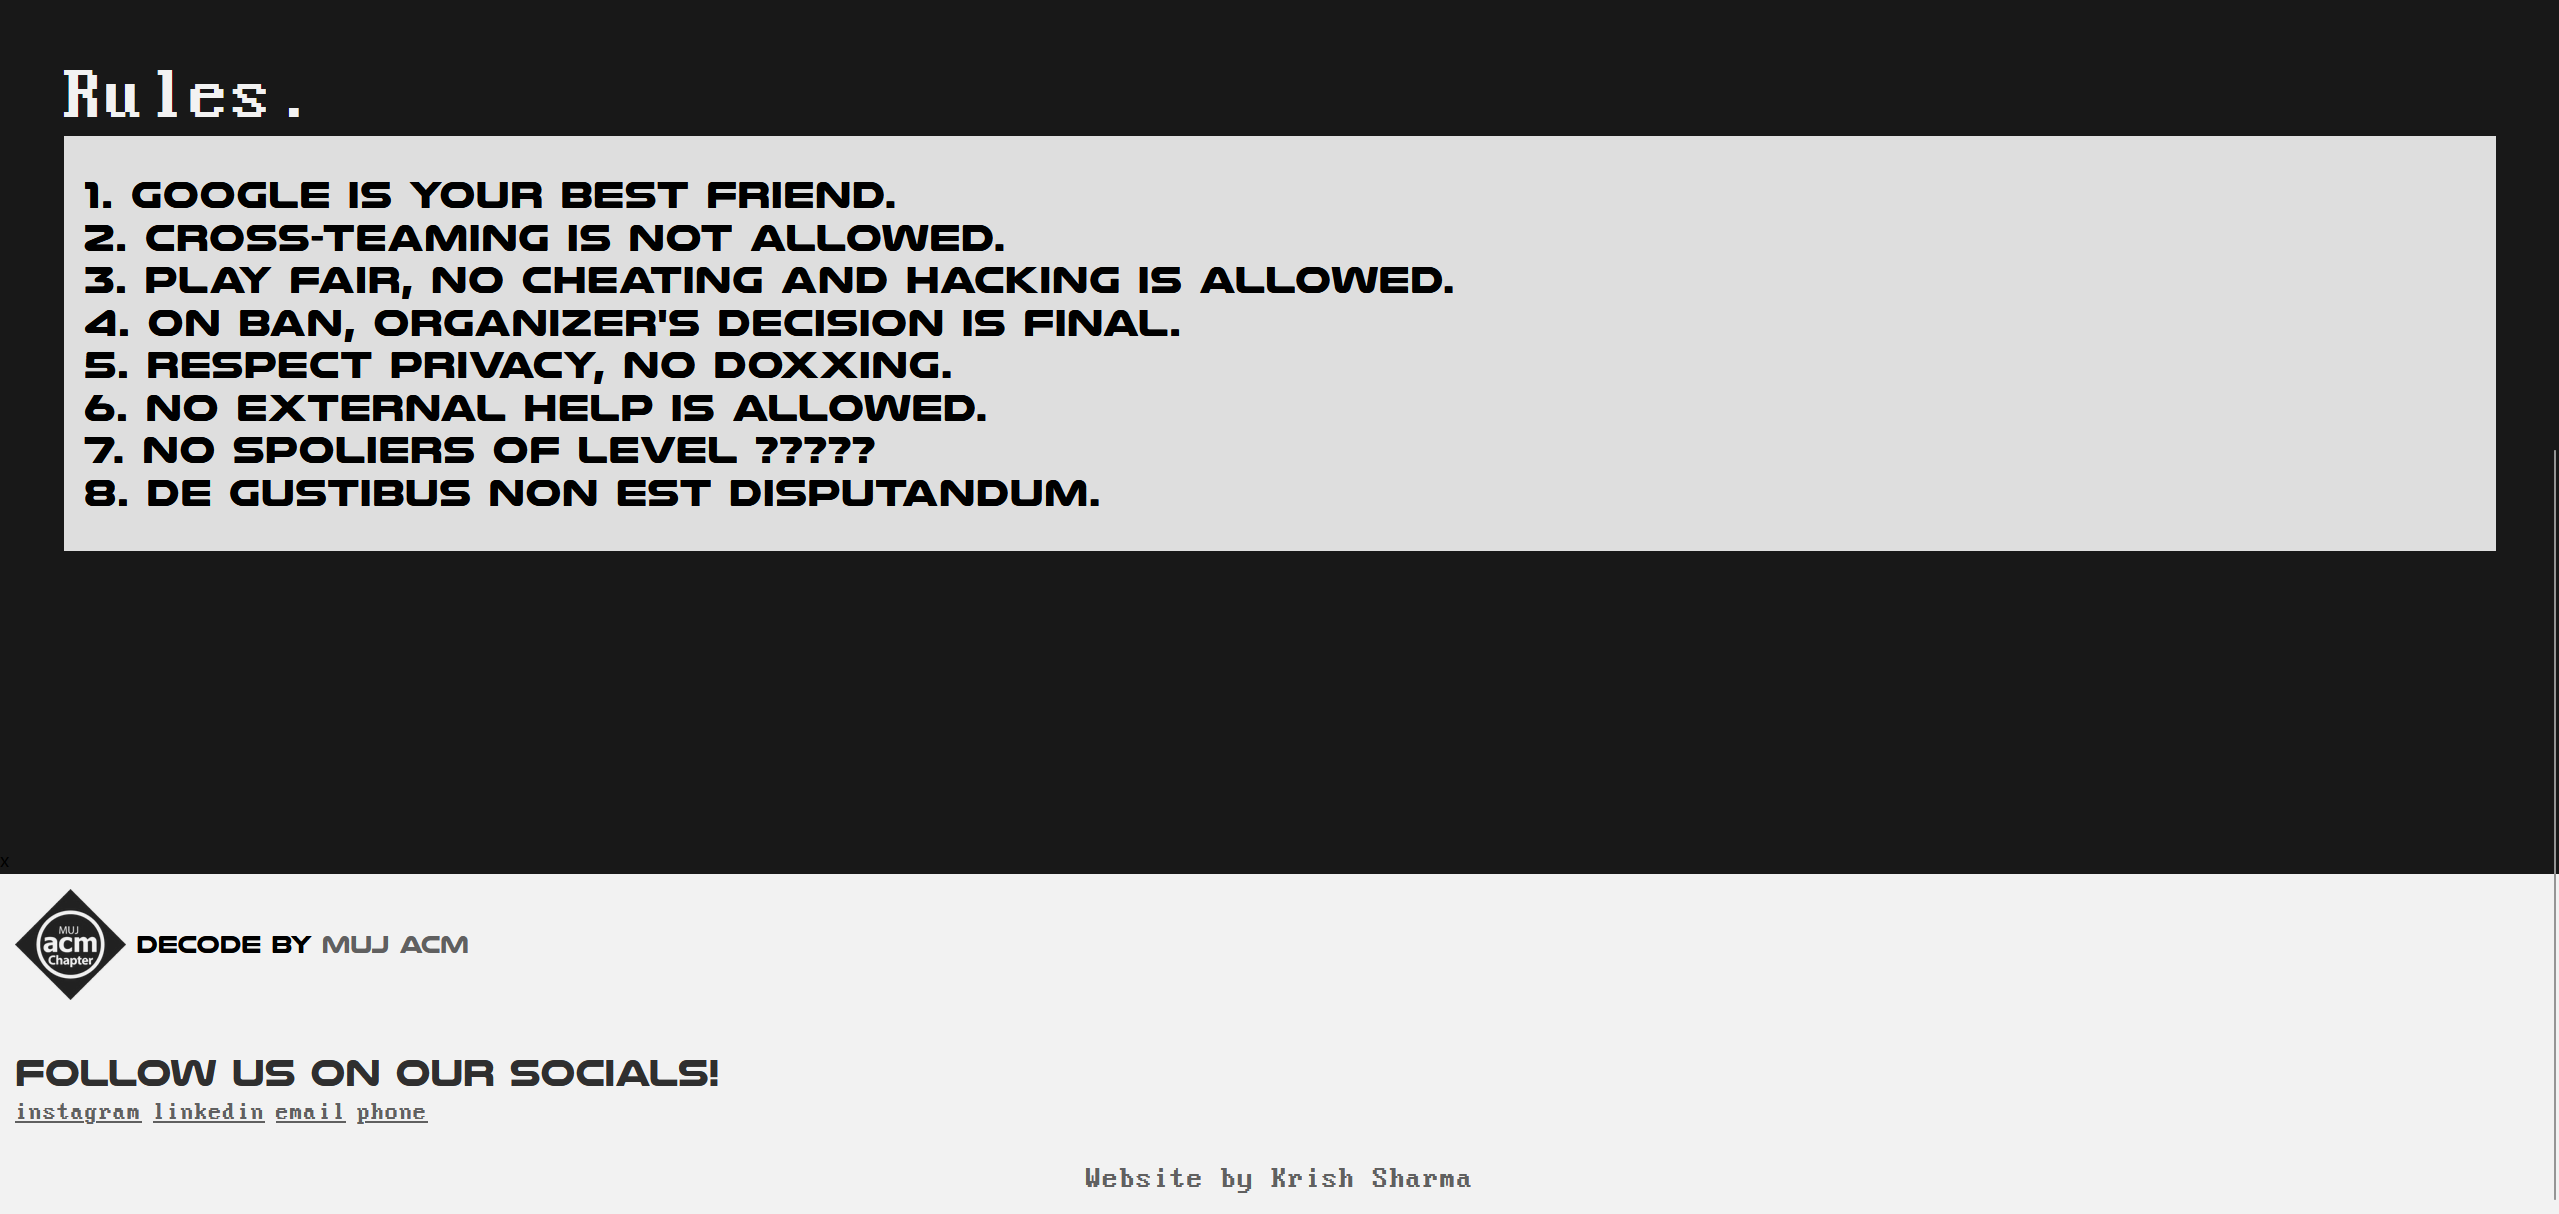 Rules.
1. GOOGLE IS YOUR BEST FRIEND.
2. CROSS-TEAMING IS NOT ALLOWED.
3. PLAY FAIR, NO CHEATING AND HACKING IS ALLOWED.
4. ON BAN, ORGANIZER'S DECISION IS FINAL.
5. RESPECT PRIVACY, NO DOXXING.
6. NO EXTERNAL HELP IS ALLOWED.
7. NO SPOLIERS OF LEVEL ?????
8. DE GUSTIBUS NON EST DISPUTANDUM.
x
MUJ
acm
Chapter
DECODE BY MUJ ACM
FOLLOW US ON OUR SOCIALS!
instagram linkedin email phone
Website by Krish Sharma